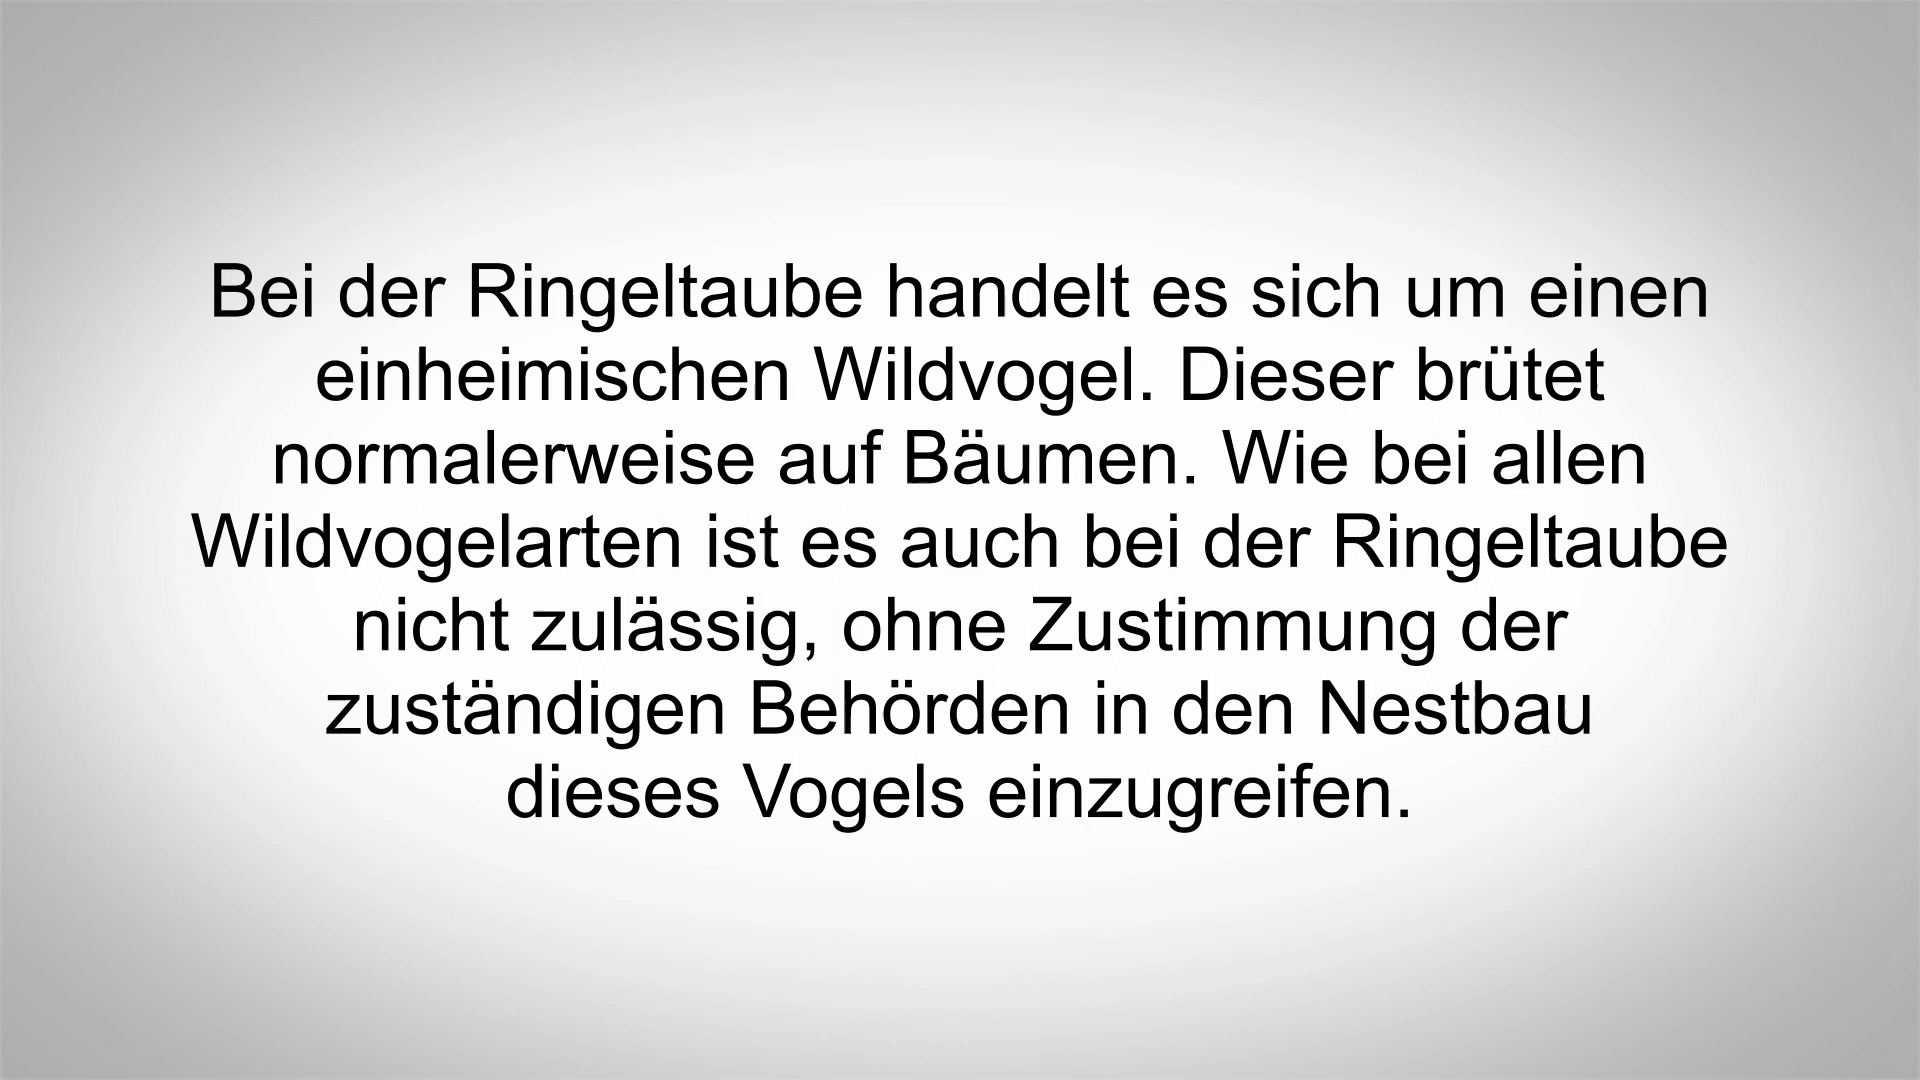 Bei der Ringeltaube handelt es sich um einen
einheimischen Wildvogel. Dieser brütet
normalerweise auf Bäumen. Wie bei allen
Wildvogelarten ist es auch bei der Ringeltaube
nicht zulässig, ohne Zustimmung der
zuständigen Behörden in den Nestbau
dieses Vogels einzugreifen.